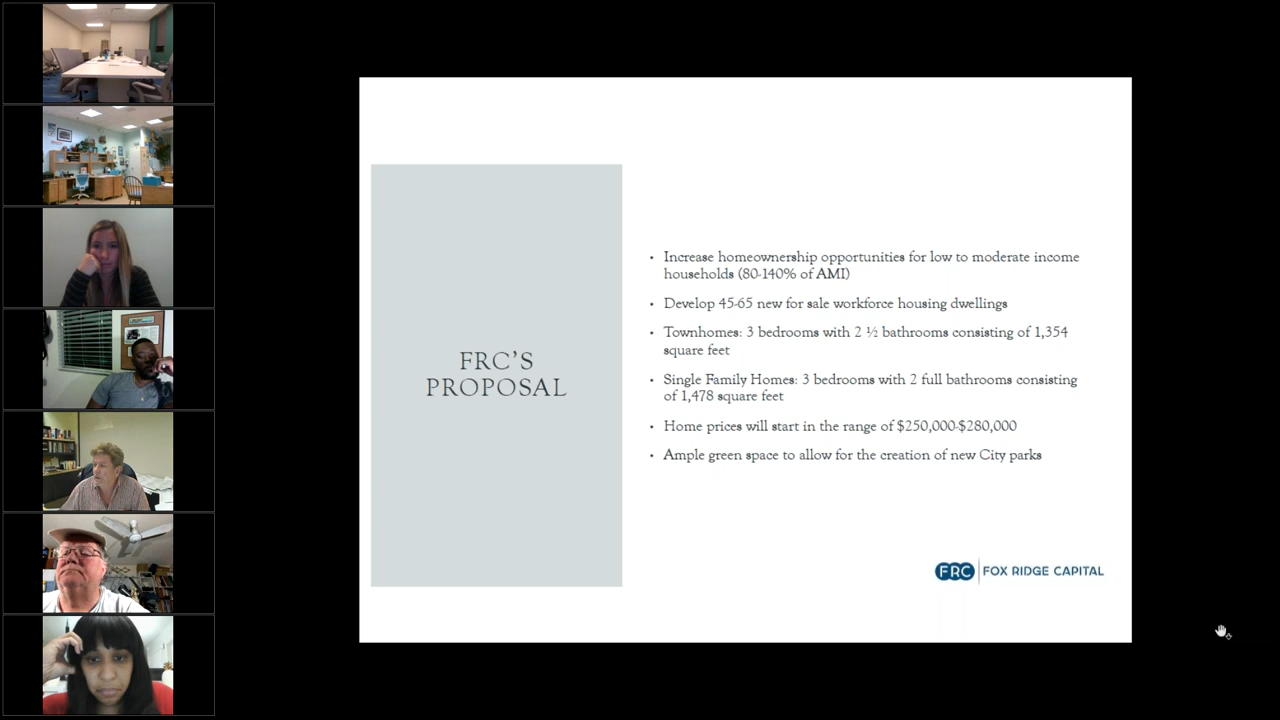 FRC'S
PROPOSAL
• Increase homeownership opportunities for low to moderate income
households (80-140% of AMI)
• Develop 45-65 new for sale workforce housing dwellings
• Townhomes: 3 bedrooms with 2 ½ bathrooms consisting of 1,354
square feet
• Single Family Homes: 3 bedrooms with 2 full bathrooms consisting
of 1,478 square feet
• Home prices will start in the range of $250,000-$280,000
• Ample green space to allow for the creation of new City parks
FRC FOX RIDGE CAPITAL